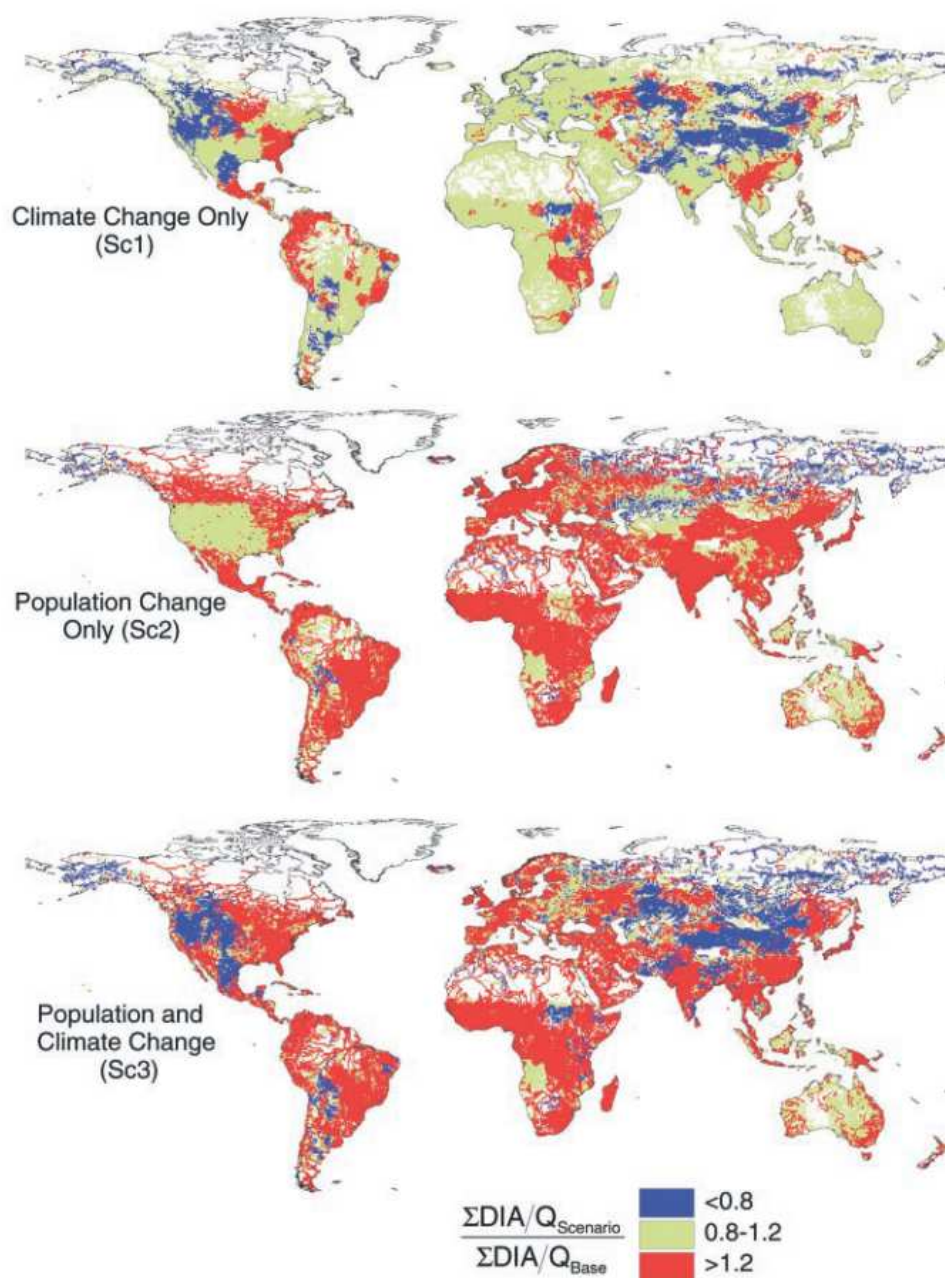 Climate Change Only
(Sc1)
Population Change
Only (Sc2)
Population and
Climate Change
(Sc3)
ΣDIA/Q_Scenario
ΣDIA/Q_Base
<0.8
0.8-1.2
>1.2